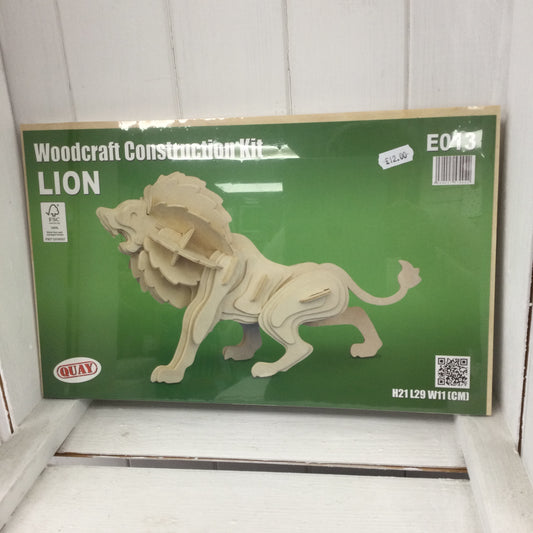 Woodcraft Construction Kit
E013
LION
£12.00
FSC
QUAY
H21 L29 W11 (CM)